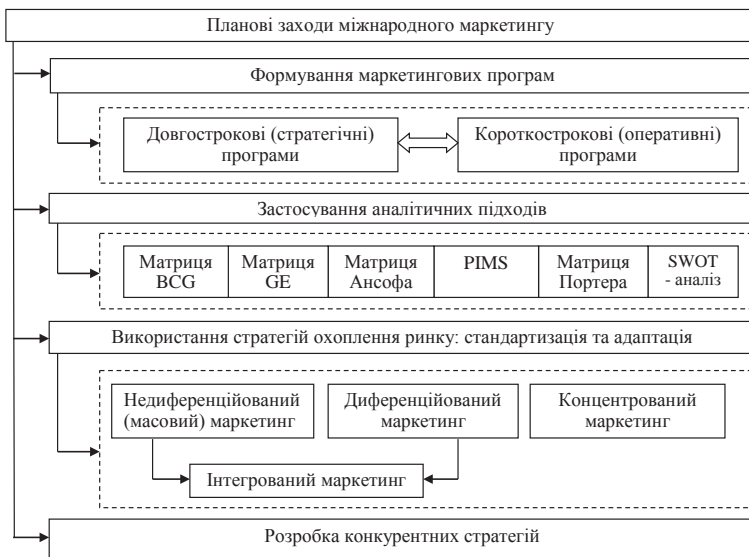 Планові заходи міжнародного маркетингу
Формування маркетингових програм
Довгострокові (стратегічні)
програми
Короткострокові (оперативні)
програми
Застосування аналітичних підходів
Матриця
BCG
Матриця
GE
Матриця
Ансофа
PIMS
Матриця
Портера
SWOT
- аналіз
Використання стратегій охоплення ринку: стандартизація та адаптація
Недиференційований
(масовий) маркетинг
Диференційований
маркетинг
Концентрований
маркетинг
Інтегрований маркетинг
Розробка конкурентних стратегій